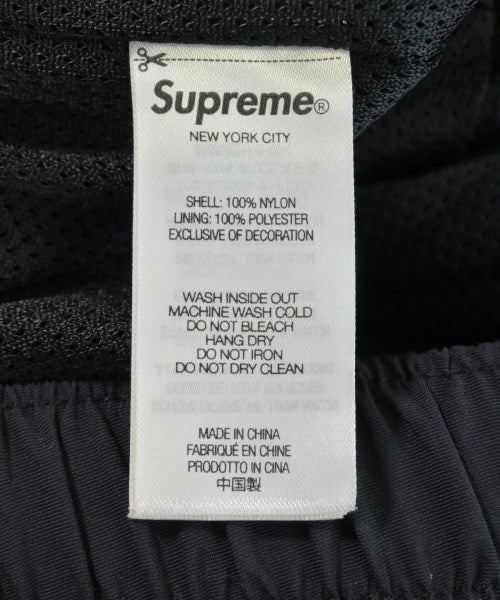 Supreme®
NEW YORK CITY
SHELL: 100% NYLON
LINING: 100% POLYESTER
EXCLUSIVE OF DECORATION
WASH INSIDE OUT
MACHINE WASH COLD
DO NOT BLEACH
HANG DRY
DO NOT IRON
DO NOT DRY CLEAN
MADE IN CHINA
FABRIQUÉ EN CHINE
PRODOTTO IN CINA
中国製